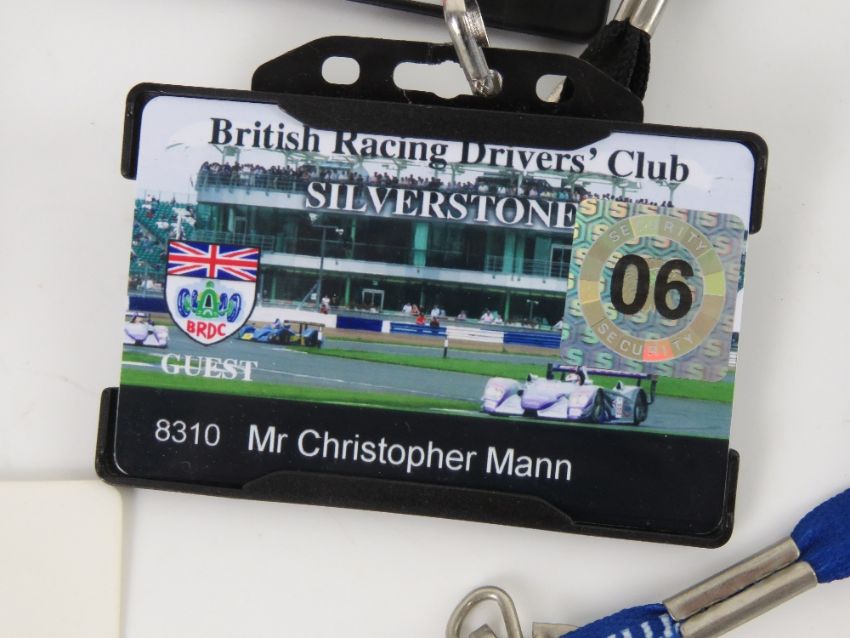 British Racing Drivers' Club
SILVERSTONE
SECURITY
06
SECURITY
BRDC
GUEST
8310 Mr Christopher Mann